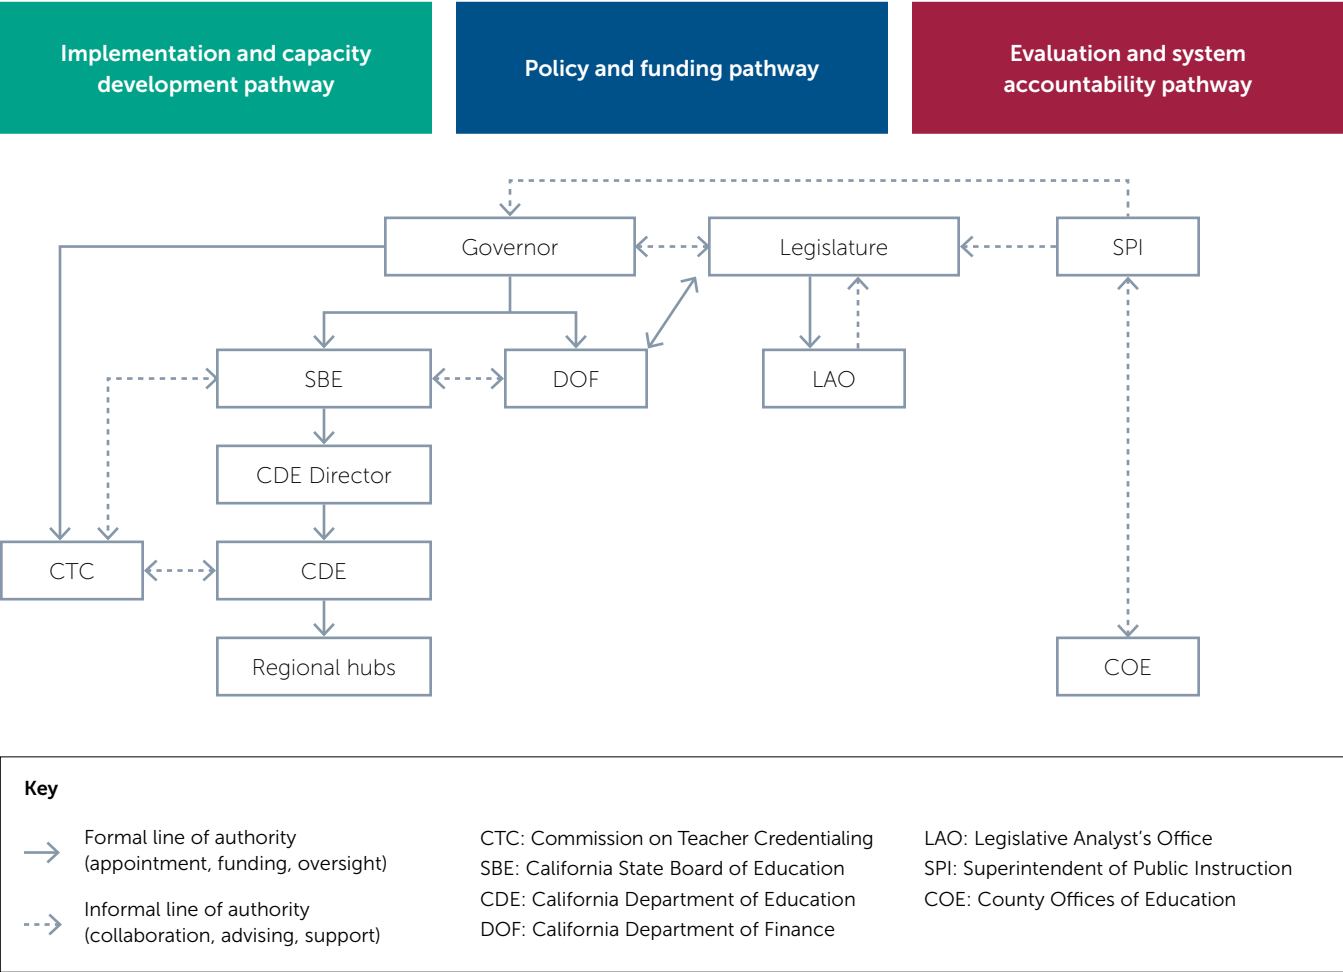 Implementation and capacity
development pathway
Policy and funding pathway
Evaluation and system
accountability pathway
Governor
Legislature
SPI
SBE
DOF
LAO
CDE Director
CTC
CDE
Regional hubs
COE
Key
Formal line of authority
(appointment, funding, oversight)
Informal line of authority
(collaboration, advising, support)
CTC: Commission on Teacher Credentialing
SBE: California State Board of Education
CDE: California Department of Education
DOF: California Department of Finance
LAO: Legislative Analyst’s Office
SPI: Superintendent of Public Instruction
COE: County Offices of Education